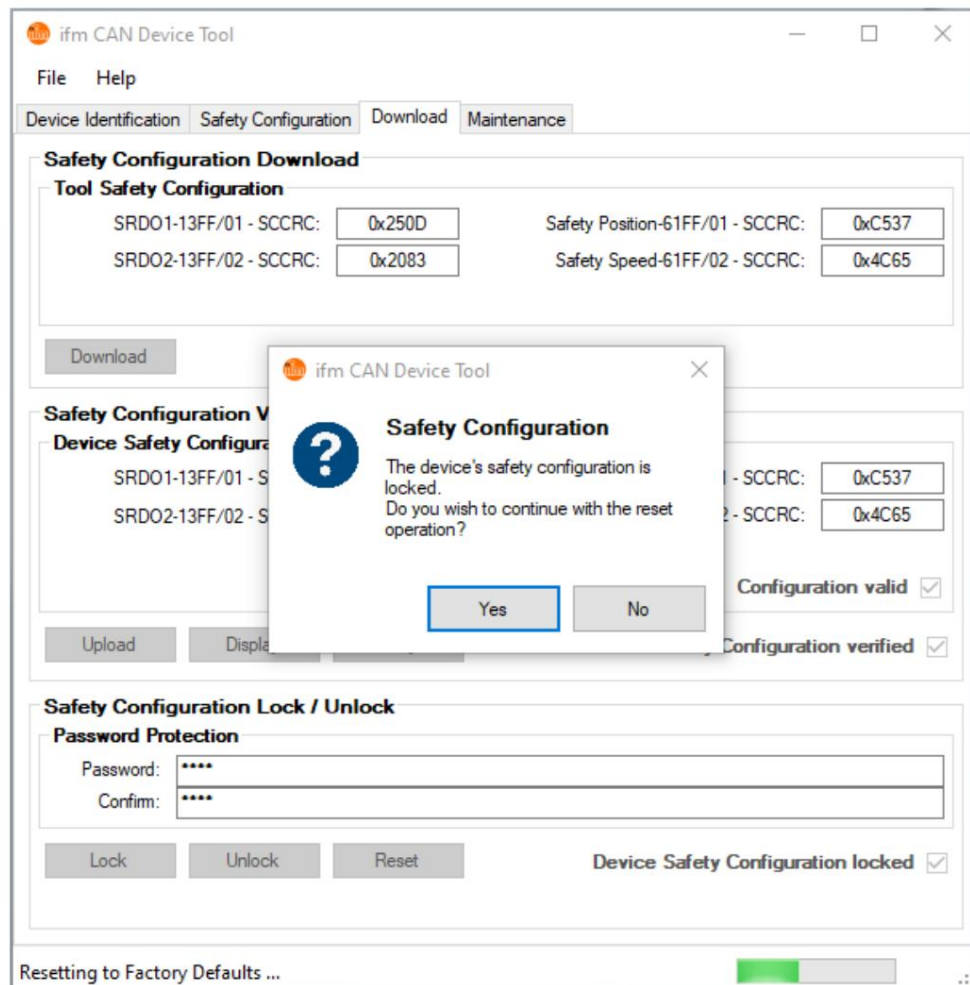 ifm CAN Device Tool
File Help
Device Identification Safety Configuration Download Maintenance
Safety Configuration Download
Tool Safety Configuration
SRDO1-13FF/01 - SCCRC: 0x250D Safety Position-61FF/01 - SCCRC: 0xC537
SRDO2-13FF/02 - SCCRC: 0x2083 Safety Speed-61FF/02 - SCCRC: 0x4C65
Download
ifm CAN Device Tool
Safety Configuration
The device's safety configuration is
locked.
Do you wish to continue with the reset
operation?
Yes No
Safety Configuration
Device Safety
SRDO1-13FF/01 - SCCRC: 0xC537
SRDO2-13FF/02 - SCCRC: 0x4C65
Configuration valid
Upload Configuration verified
Safety Configuration Lock / Unlock
Password Protection
Password: ****
Confirm: ****
Lock Unlock Reset Device Safety Configuration locked
Resetting to Factory Defaults ...